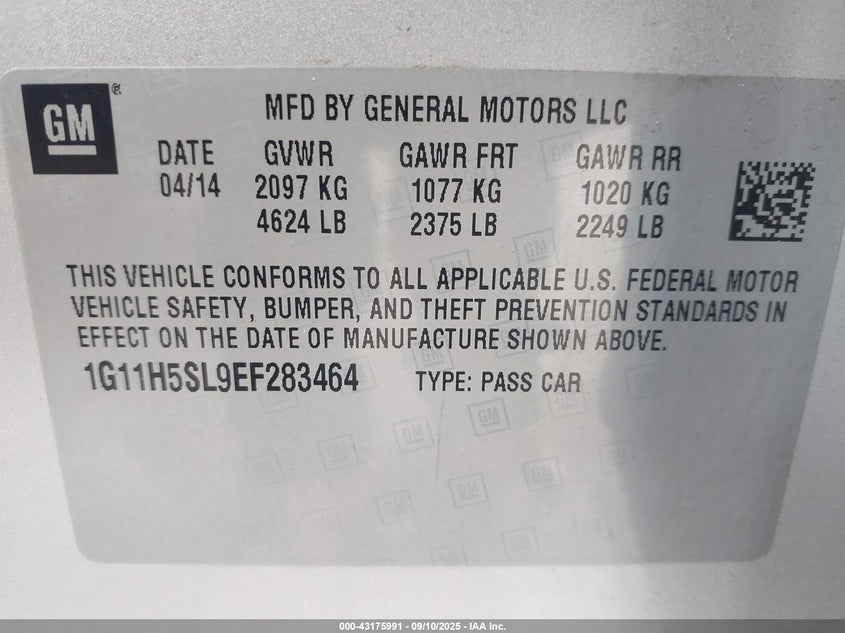 GM®
MFD BY GENERAL MOTORS LLC
DATE GVWR GAWR FRT GAWR RR
04/14 2097 KG 1077 KG 1020 KG
4624 LB 2375 LB 2249 LB
THIS VEHICLE CONFORMS TO ALL APPLICABLE U.S. FEDERAL MOTOR
VEHICLE SAFETY, BUMPER, AND THEFT PREVENTION STANDARDS IN
EFFECT ON THE DATE OF MANUFACTURE SHOWN ABOVE.
1G11H5SL9EF283464 TYPE: PASS CAR
000-43175991 - 09/10/2025 - IAA Inc.